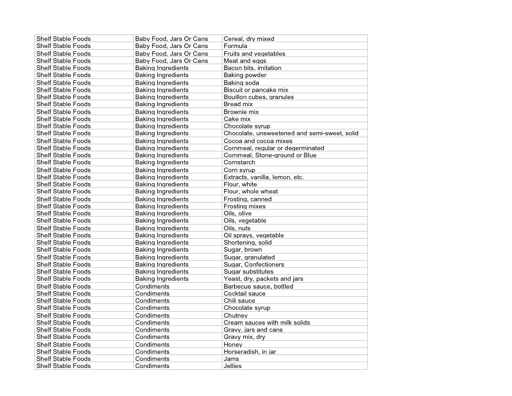 Shelf Stable Foods Baby Food, Jars Or Cans Cereal, dry mixed
Shelf Stable Foods Baby Food, Jars Or Cans Formula
Shelf Stable Foods Baby Food, Jars Or Cans Fruits and vegetables
Shelf Stable Foods Baby Food, Jars Or Cans Meat and eggs
Shelf Stable Foods Baking Ingredients Bacon bits, imitation
Shelf Stable Foods Baking Ingredients Baking powder
Shelf Stable Foods Baking Ingredients Baking soda
Shelf Stable Foods Baking Ingredients Biscuit or pancake mix
Shelf Stable Foods Baking Ingredients Bouillon cubes, granules
Shelf Stable Foods Baking Ingredients Bread mix
Shelf Stable Foods Baking Ingredients Brownie mix
Shelf Stable Foods Baking Ingredients Cake mix
Shelf Stable Foods Baking Ingredients Chocolate syrup
Shelf Stable Foods Baking Ingredients Chocolate, unsweetened and semi-sweet, solid
Shelf Stable Foods Baking Ingredients Cocoa and cocoa mixes
Shelf Stable Foods Baking Ingredients Cornmeal, regular or degerminated
Shelf Stable Foods Baking Ingredients Cornmeal, Stone-ground or Blue
Shelf Stable Foods Baking Ingredients Cornstarch
Shelf Stable Foods Baking Ingredients Corn syrup
Shelf Stable Foods Baking Ingredients Extracts, vanilla, lemon, etc.
Shelf Stable Foods Baking Ingredients Flour, white
Shelf Stable Foods Baking Ingredients Flour, whole wheat
Shelf Stable Foods Baking Ingredients Frosting, canned
Shelf Stable Foods Baking Ingredients Frosting mixes
Shelf Stable Foods Baking Ingredients Oils, olive
Shelf Stable Foods Baking Ingredients Oils, vegetable
Shelf Stable Foods Baking Ingredients Oils, nuts
Shelf Stable Foods Baking Ingredients Oil sprays, vegetable
Shelf Stable Foods Baking Ingredients Shortening, solid
Shelf Stable Foods Baking Ingredients Sugar, brown
Shelf Stable Foods Baking Ingredients Sugar, granulated
Shelf Stable Foods Baking Ingredients Sugar, Confectioners
Shelf Stable Foods Baking Ingredients Sugar substitutes
Shelf Stable Foods Baking Ingredients Yeast, dry, packets and jars
Shelf Stable Foods Condiments Barbecue sauce, bottled
Shelf Stable Foods Condiments Cocktail sauce
Shelf Stable Foods Condiments Chili sauce
Shelf Stable Foods Condiments Chocolate syrup
Shelf Stable Foods Condiments Chutney
Shelf Stable Foods Condiments Cream sauces with milk solids
Shelf Stable Foods Condiments Gravy, jars and cans
Shelf Stable Foods Condiments Gravy mix, dry
Shelf Stable Foods Condiments Honey
Shelf Stable Foods Condiments Horseradish, in jar
Shelf Stable Foods Condiments Jams
Shelf Stable Foods Condiments Jellies